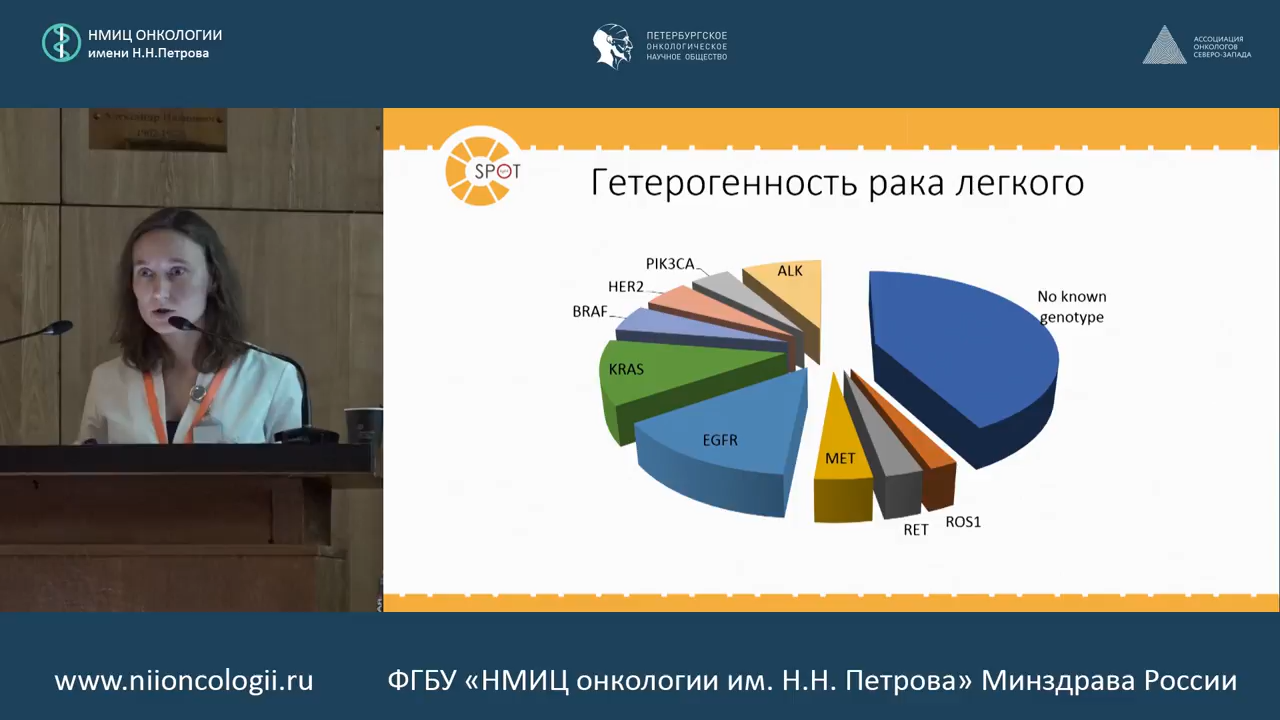 НМИЦ ОНКОЛОГИИ
имени Н.Н.Петрова
ПЕТЕРБУРГСКОЕ
ОНКОЛОГИЧЕСКОЕ
НАУЧНОЕ ОБЩЕСТВО
АССОЦИАЦИЯ
ОНКОЛОГОВ
СЕВЕРО-ЗАПАДА
SPOT
Гетерогенность рака легкого
PIK3CA
ALK
HER2
BRAF
KRAS
EGFR
MET
RET
ROS1
No known
genotype
www.niioncologii.ru
ФГБУ «НМИЦ онкологии им. Н.Н. Петрова» Минздрава России